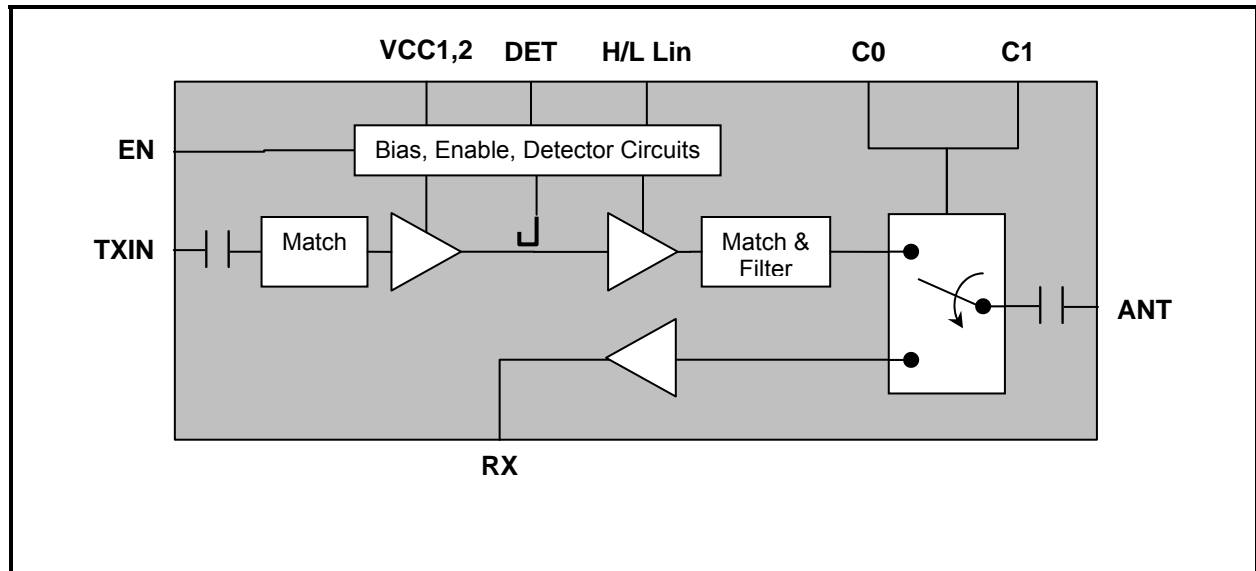 VCC1,2 DET H/L Lin C0 C1
EN
Bias, Enable, Detector Circuits
TXIN
Match
Match &
Filter
ANT
RX